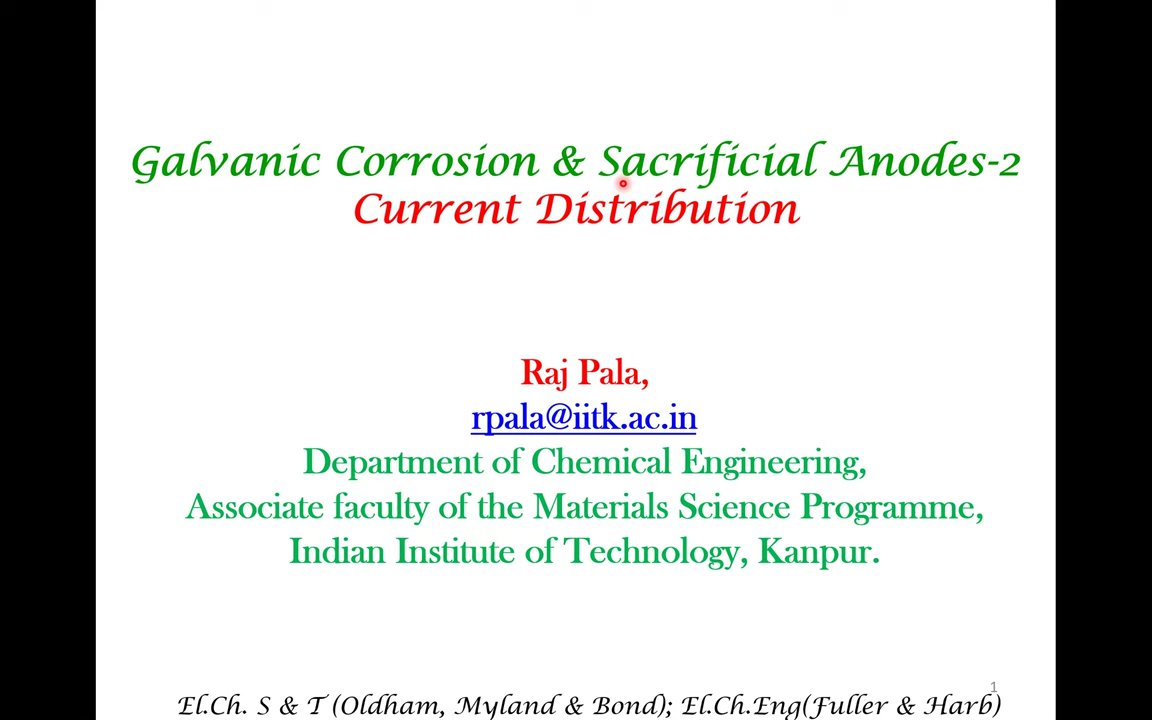 Galvanic Corrosion & Sacrificial Anodes-2
Current Distribution
Raj Pala,
rpala@iitk.ac.in
Department of Chemical Engineering,
Associate faculty of the Materials Science Programme,
Indian Institute of Technology, Kanpur.
1
El.Ch. S & T (Oldham, Myland & Bond); El.Ch.Eng(Fuller & Harb)